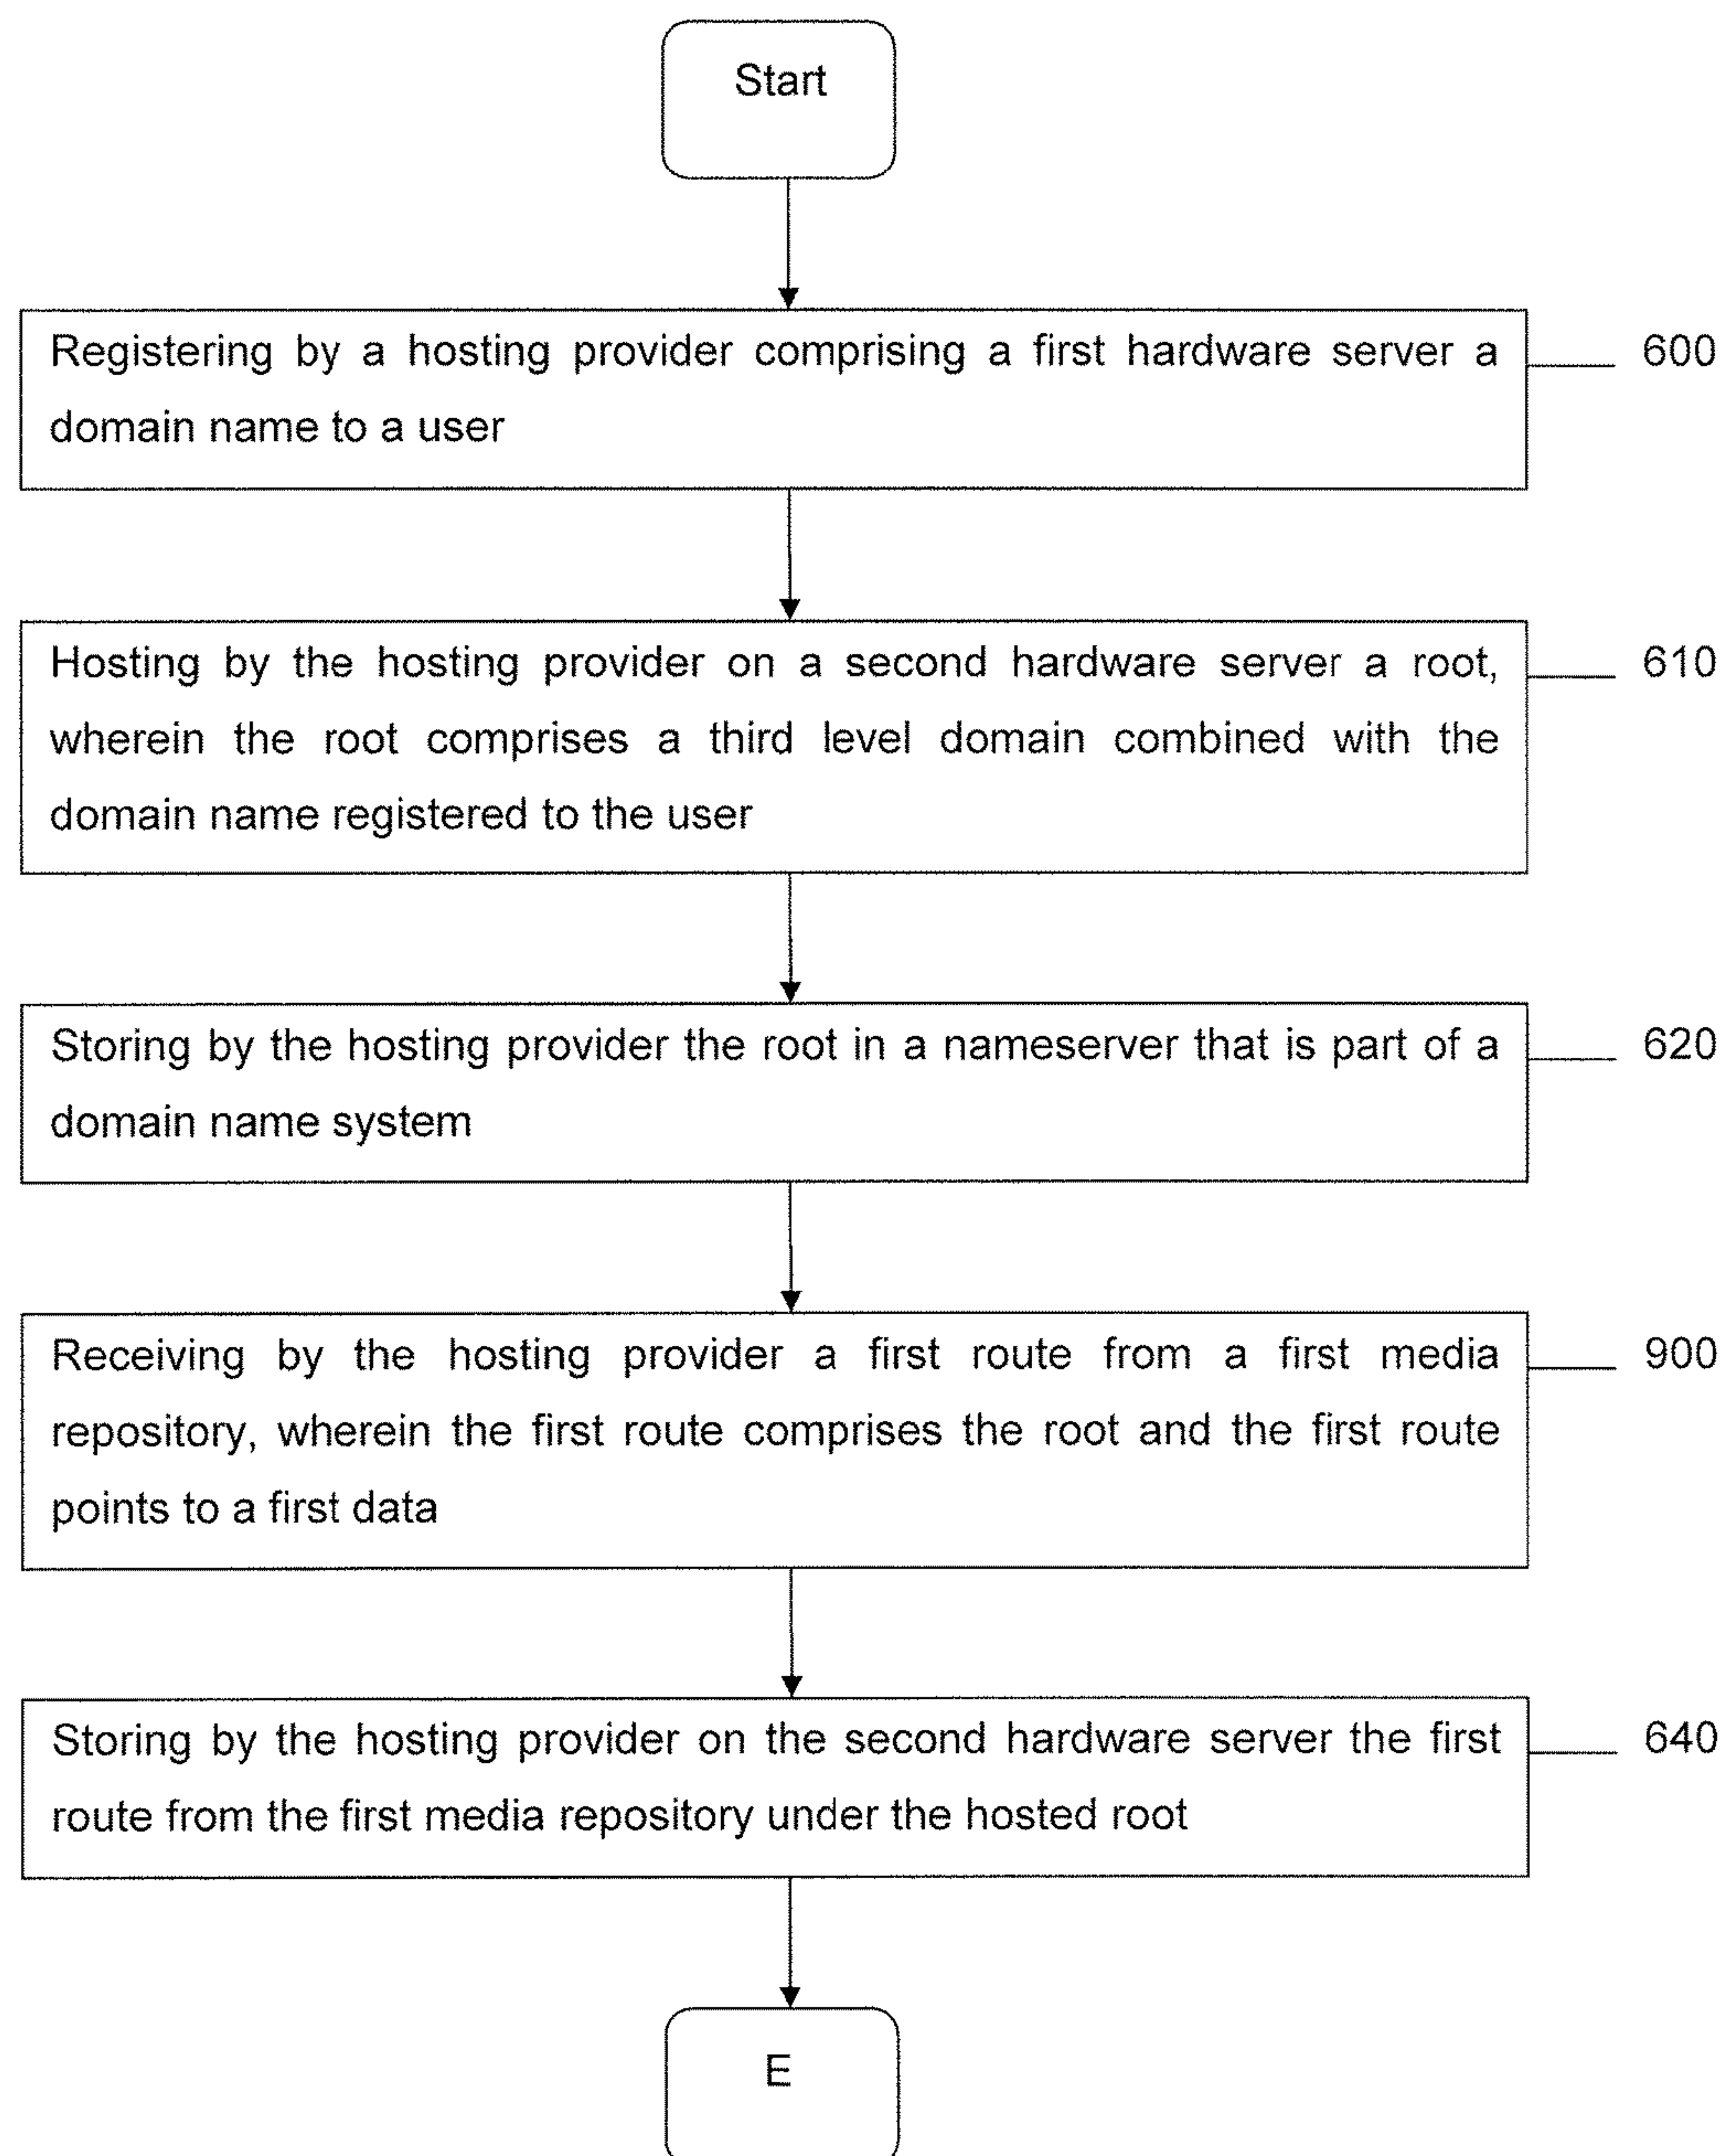 Start
Registering by a hosting provider comprising a first hardware server a
domain name to a user
600
Hosting by the hosting provider on a second hardware server a root,
wherein the root comprises a third level domain combined with the
domain name registered to the user
610
Storing by the hosting provider the root in a nameserver that is part of a
domain name system
620
Receiving by the hosting provider a first route from a first media
repository, wherein the first route comprises the root and the first route
points to a first data
900
Storing by the hosting provider on the second hardware server the first
route from the first media repository under the hosted root
640
E